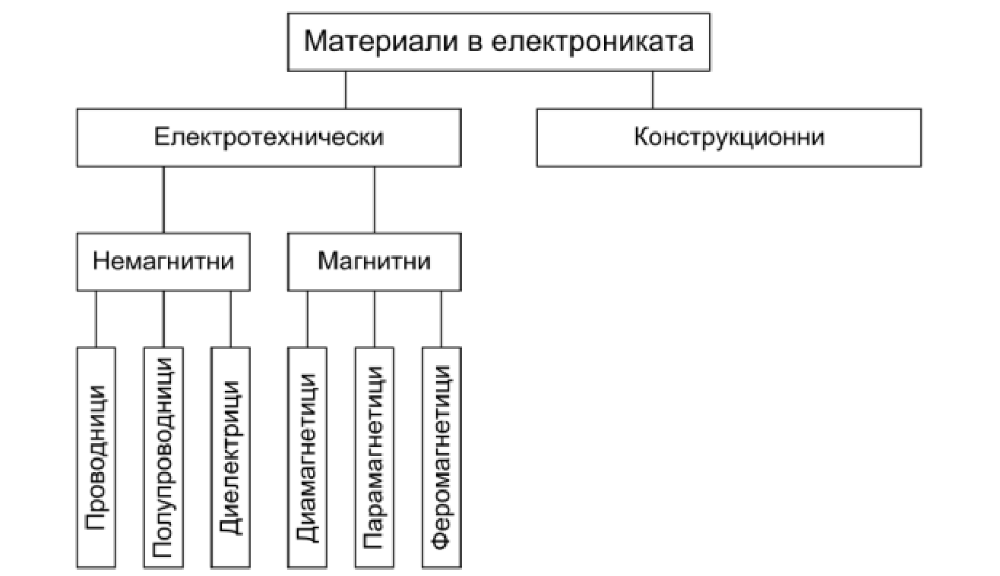 Материали в електрониката
Електротехнически
Конструкционни
Немагнитни
Магнитни
Проводници
Полупроводници
Диелектрици
Диамагнетици
Парамагнетици
Феромагнетици